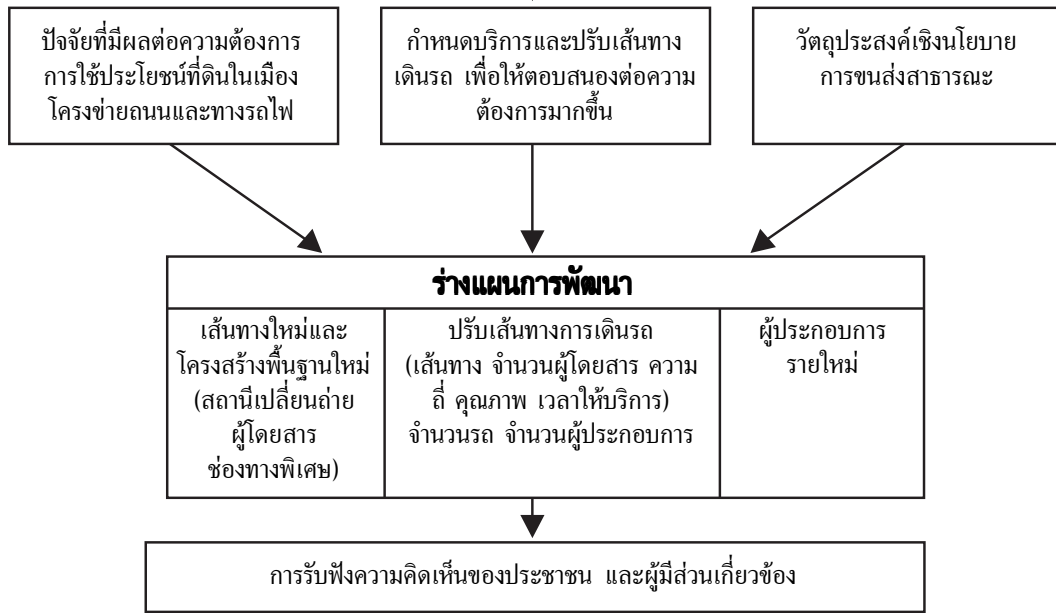 ปัจจัยที่มีผลต่อความต้องการ
การใช้ประโยชน์ที่ดินในเมือง
โครงข่ายถนนและทางรถไฟ
กำหนดบริการและปรับเส้นทาง
เดินรถ เพื่อให้ตอบสนองต่อความ
ต้องการมากขึ้น
วัตถุประสงค์เชิงนโยบาย
การขนส่งสาธารณะ
ร่างแผนการพัฒนา
เส้นทางใหม่และ
โครงสร้างพื้นฐานใหม่
(สถานีเปลี่ยนถ่าย
ผู้โดยสาร
ช่องทางพิเศษ)
ปรับเส้นทางการเดินรถ
(เส้นทาง จำนวนผู้โดยสาร ความ
ถี่ คุณภาพ เวลาให้บริการ)
จำนวนรถ จำนวนผู้ประกอบการ
ผู้ประกอบการ
รายใหม่
การรับฟังความคิดเห็นของประชาชน และผู้มีส่วนเกี่ยวข้อง